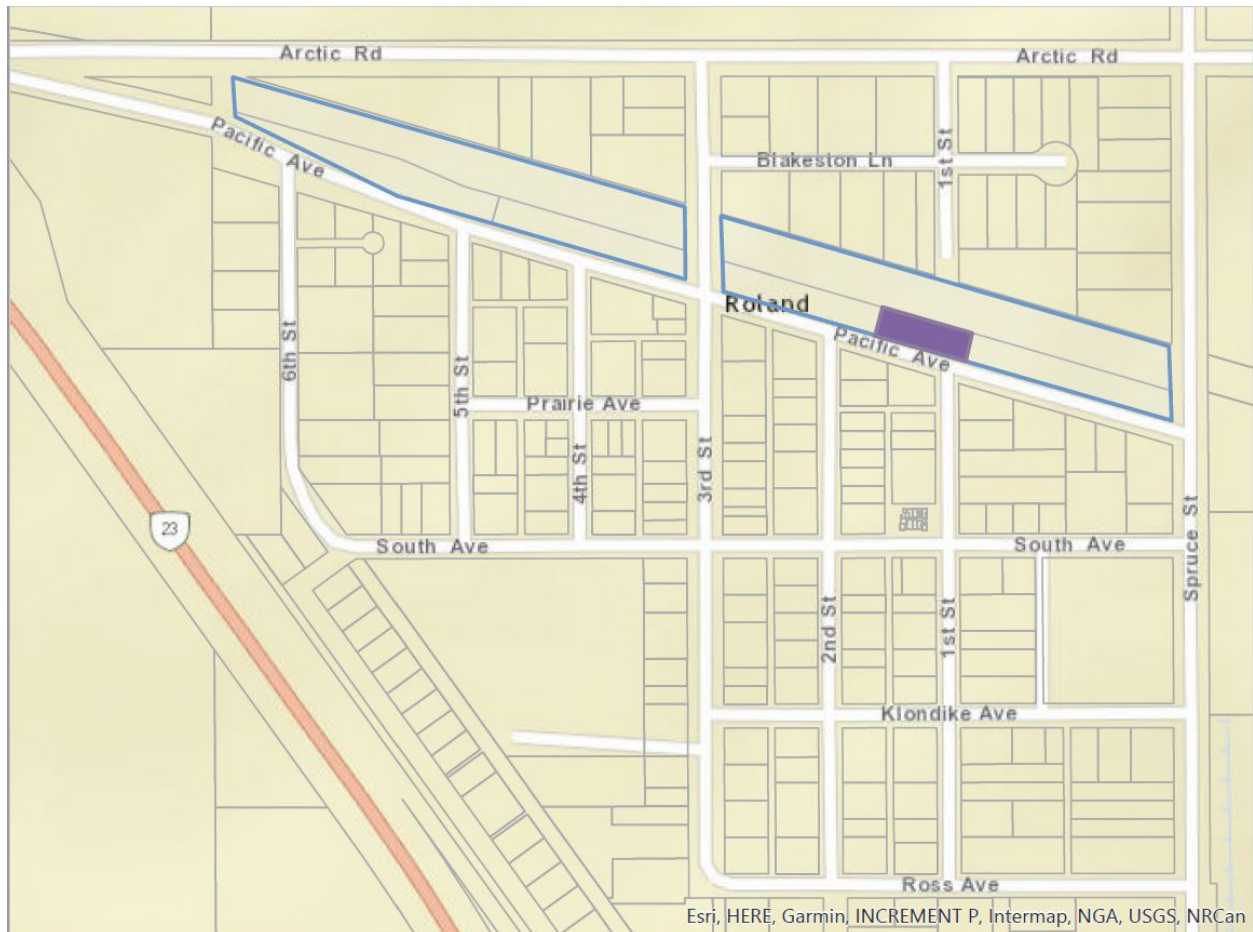 Arctic Rd
Arctic Rd
Pacific Ave
Blakeston Ln
1st St
Roland
Pacific Ave
6th St
5th St
Prairie Ave
4th St
3rd St
23
South Ave
South Ave
Spruce St
2nd St
1st St
Klondike Ave
Ross Ave
Esri, HERE, Garmin, INCREMENT P, Intermap, NGA, USGS, NRCan